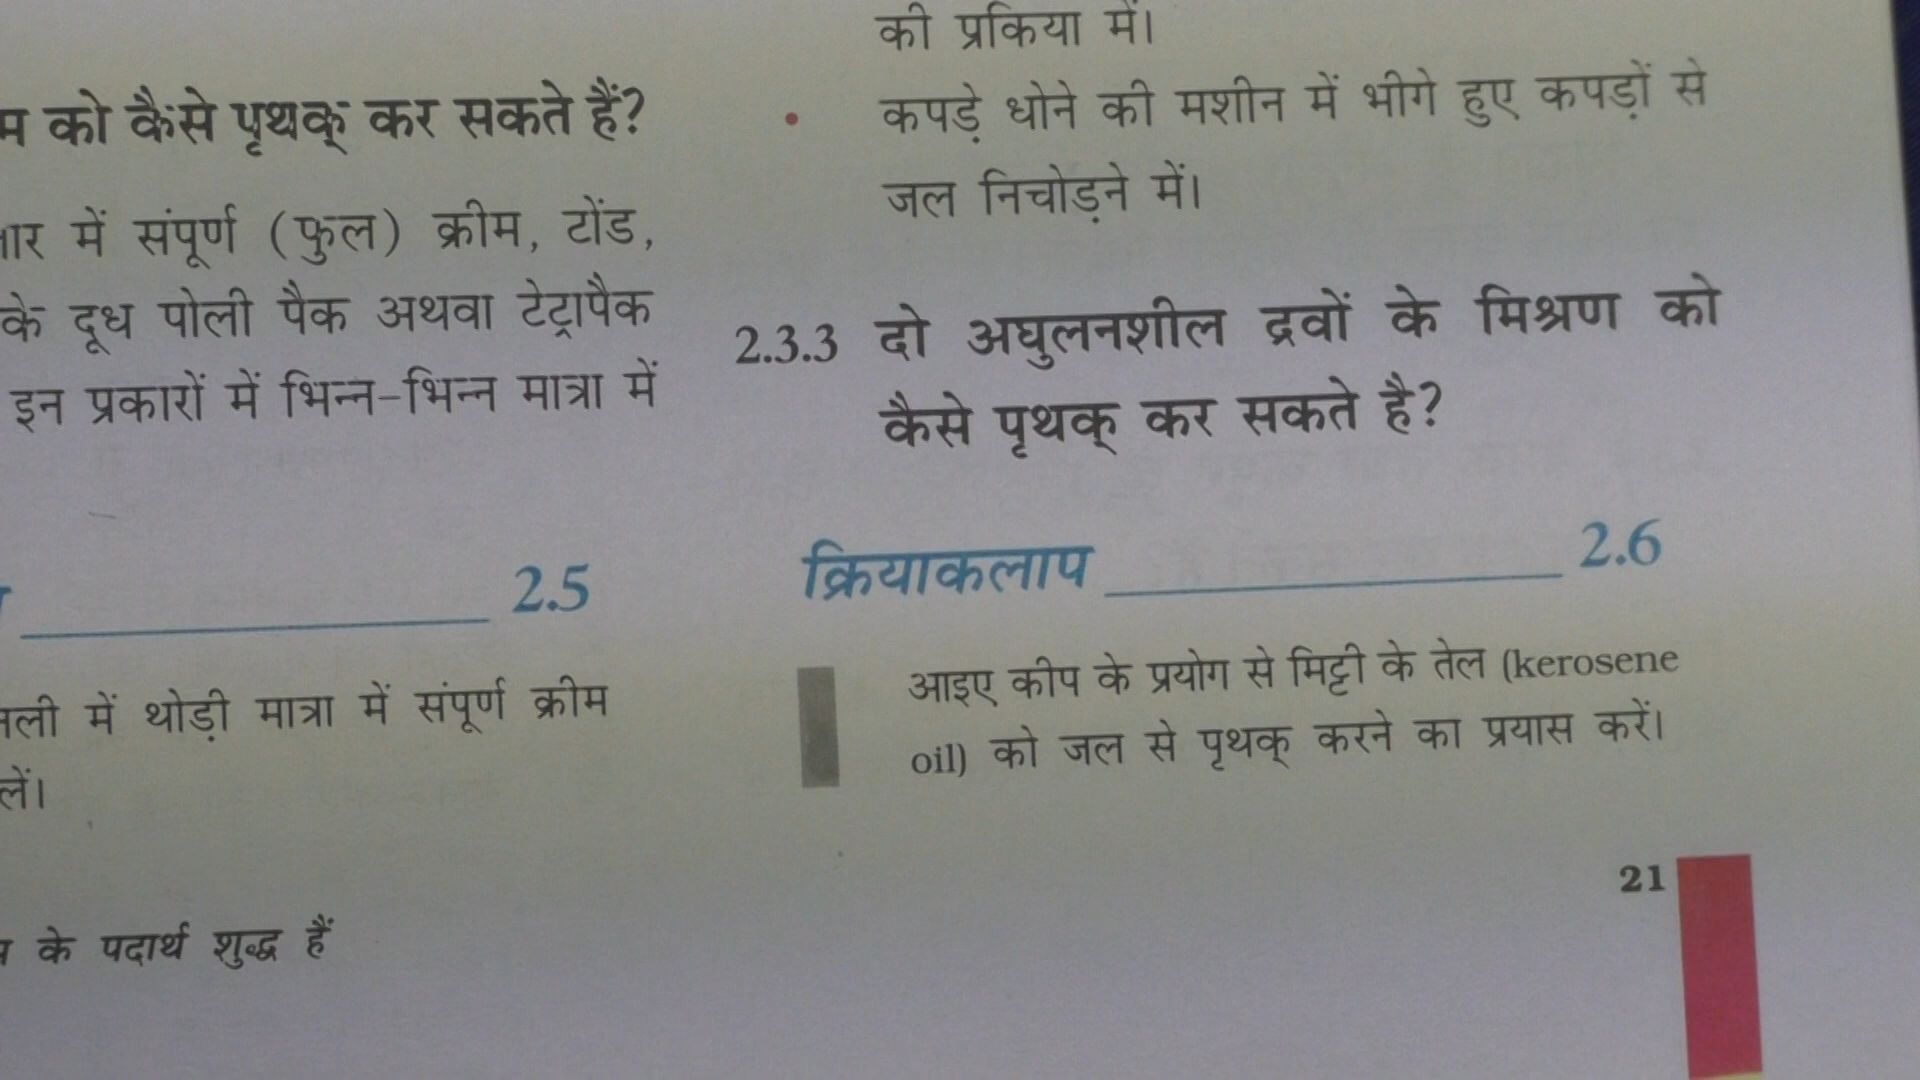 को कैसे पृथक् कर सकते हैं?
में संपूर्ण (फुल) क्रीम, टोंड,
के दूध पोली पैक अथवा टेट्रापैक
इन प्रकारों में भिन्न-भिन्न मात्रा में
2.5
में थोड़ी मात्रा में संपूर्ण क्रीम
लें।
के पदार्थ शुद्ध हैं
की प्रकिया में।
• कपड़े धोने की मशीन में भीगे हुए कपड़ों से
जल निचोड़ने में।
2.3.3 दो अघुलनशील द्रवों के मिश्रण को
कैसे पृथक् कर सकते है?
क्रियाकलाप 2.6
आइए कीप के प्रयोग से मिट्टी के तेल (kerosene
oil) को जल से पृथक् करने का प्रयास करें।
21